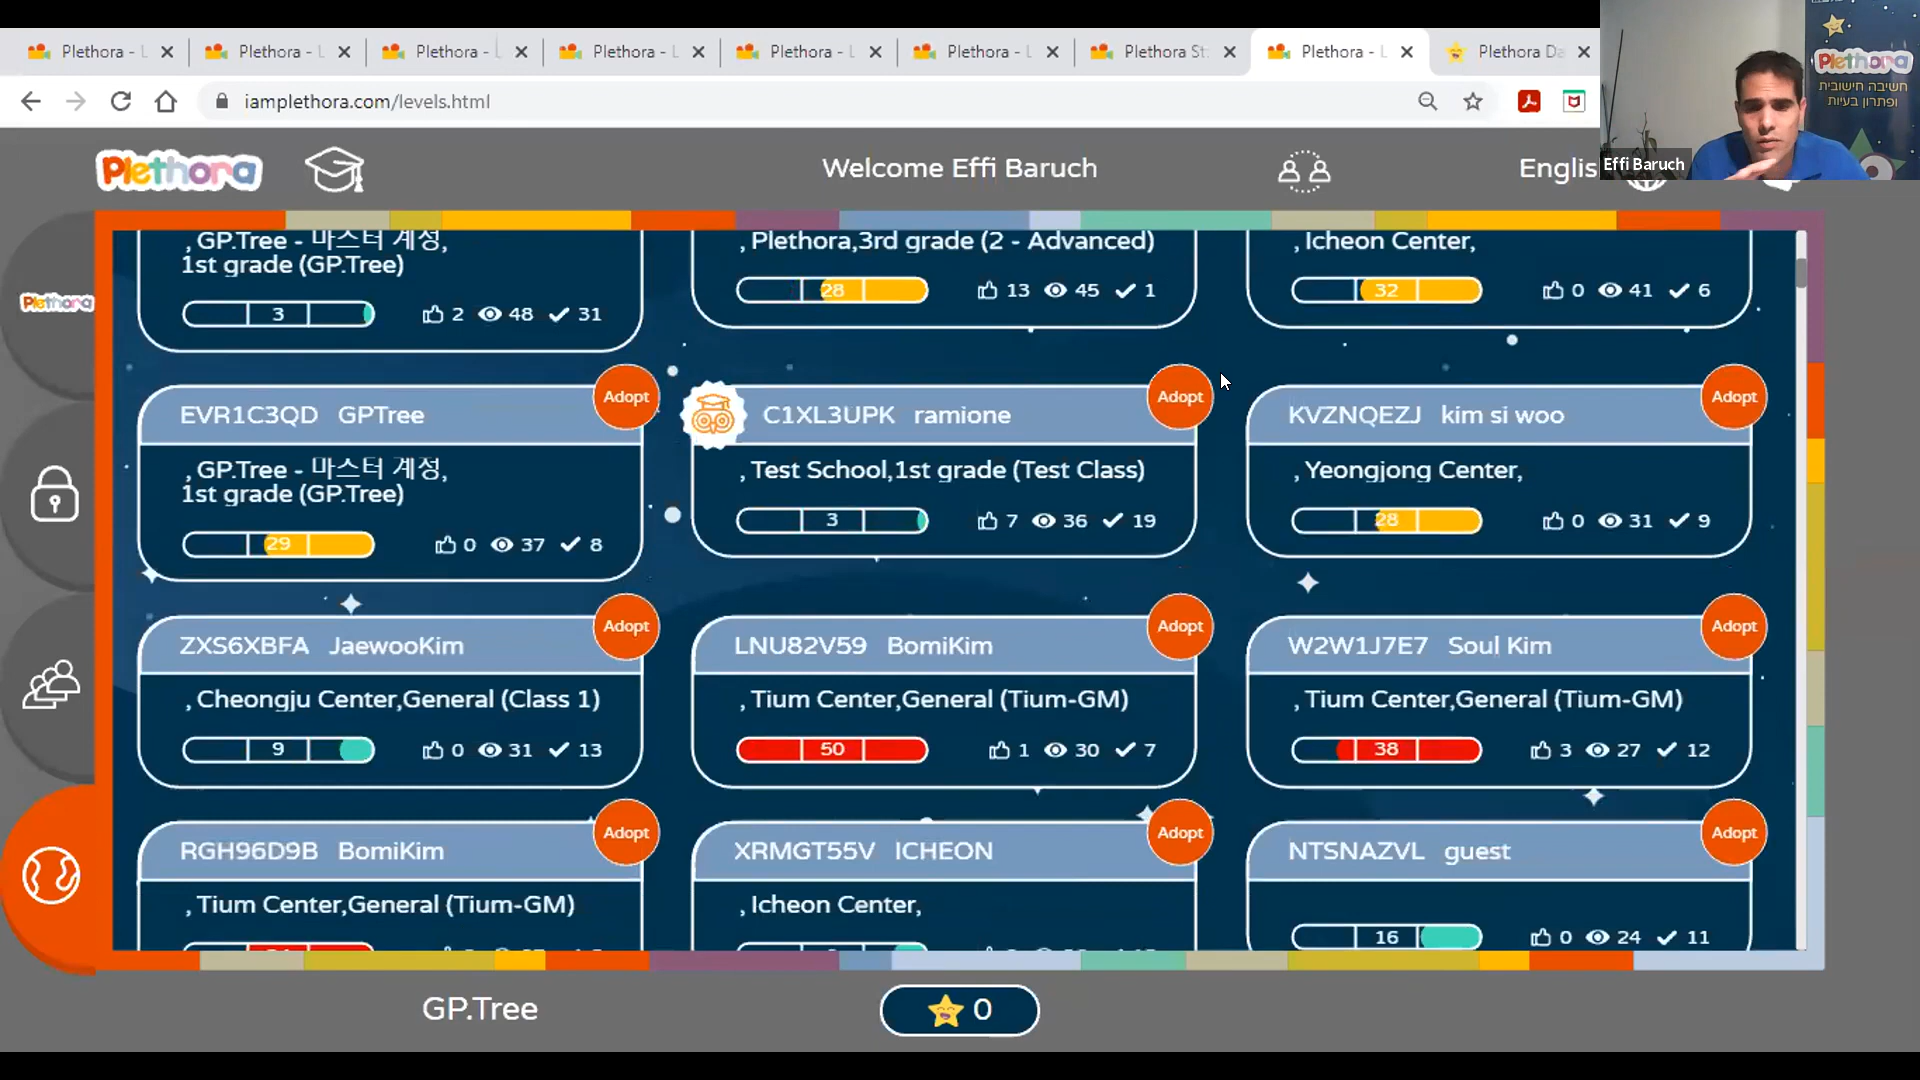 Plethora - L
Plethora - L
Plethora -
Plethora - L
Plethora - L
Plethora - L
Plethora St
Plethora - L
Plethora Da
iamplethora.com/levels.html
Plethora
חשיבה חישובית
ופתרון בעיות
Effi Baruch
Plethora
Welcome Effi Baruch
Englis
Plethora
, GP.Tree - 마스터 계정,
1st grade (GP.Tree)
3 2 48 31
, Plethora,3rd grade (2 - Advanced)
28 13 45 1
, Icheon Center,
32 0 41 6
EVR1C3QD GPTree
Adopt
, GP.Tree - 마스터 계정,
1st grade (GP.Tree)
29 0 37 8
C1XL3UPK ramione
Adopt
, Test School,1st grade (Test Class)
3 7 36 19
KVZNQEZJ kim si woo
Adopt
, Yeongjong Center,
28 0 31 9
ZXS6XBFA JaewooKim
Adopt
, Cheongju Center,General (Class 1)
9 0 31 13
LNU82V59 BomiKim
Adopt
, Tium Center,General (Tium-GM)
50 1 30 7
W2W1J7E7 Soul Kim
Adopt
, Tium Center,General (Tium-GM)
38 3 27 12
RGH96D9B BomiKim
Adopt
, Tium Center,General (Tium-GM)
XRMGT55V ICHEON
Adopt
, Icheon Center,
NTSNAZVL guest
Adopt
16 0 24 11
GP.Tree
0